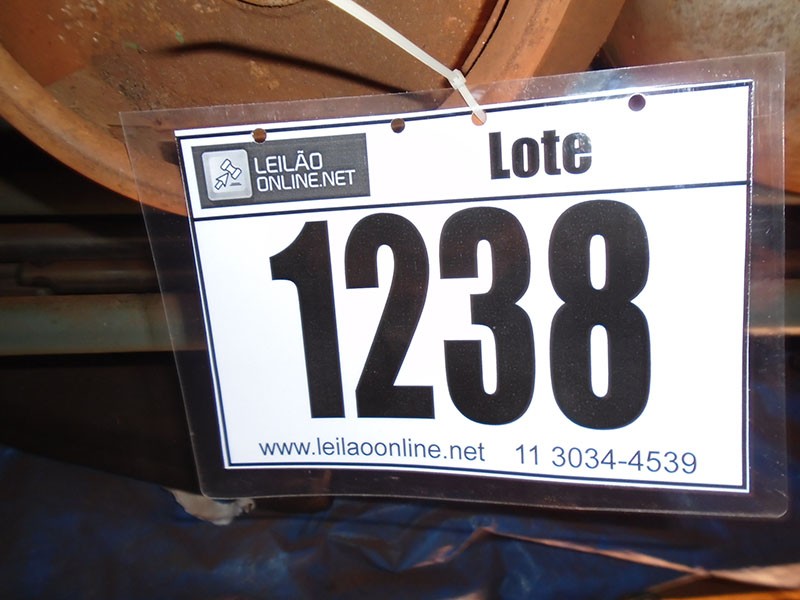 LEILÃO
ONLINE.NET
Lote
1238
www.leilaoonline.net 11 3034-4539